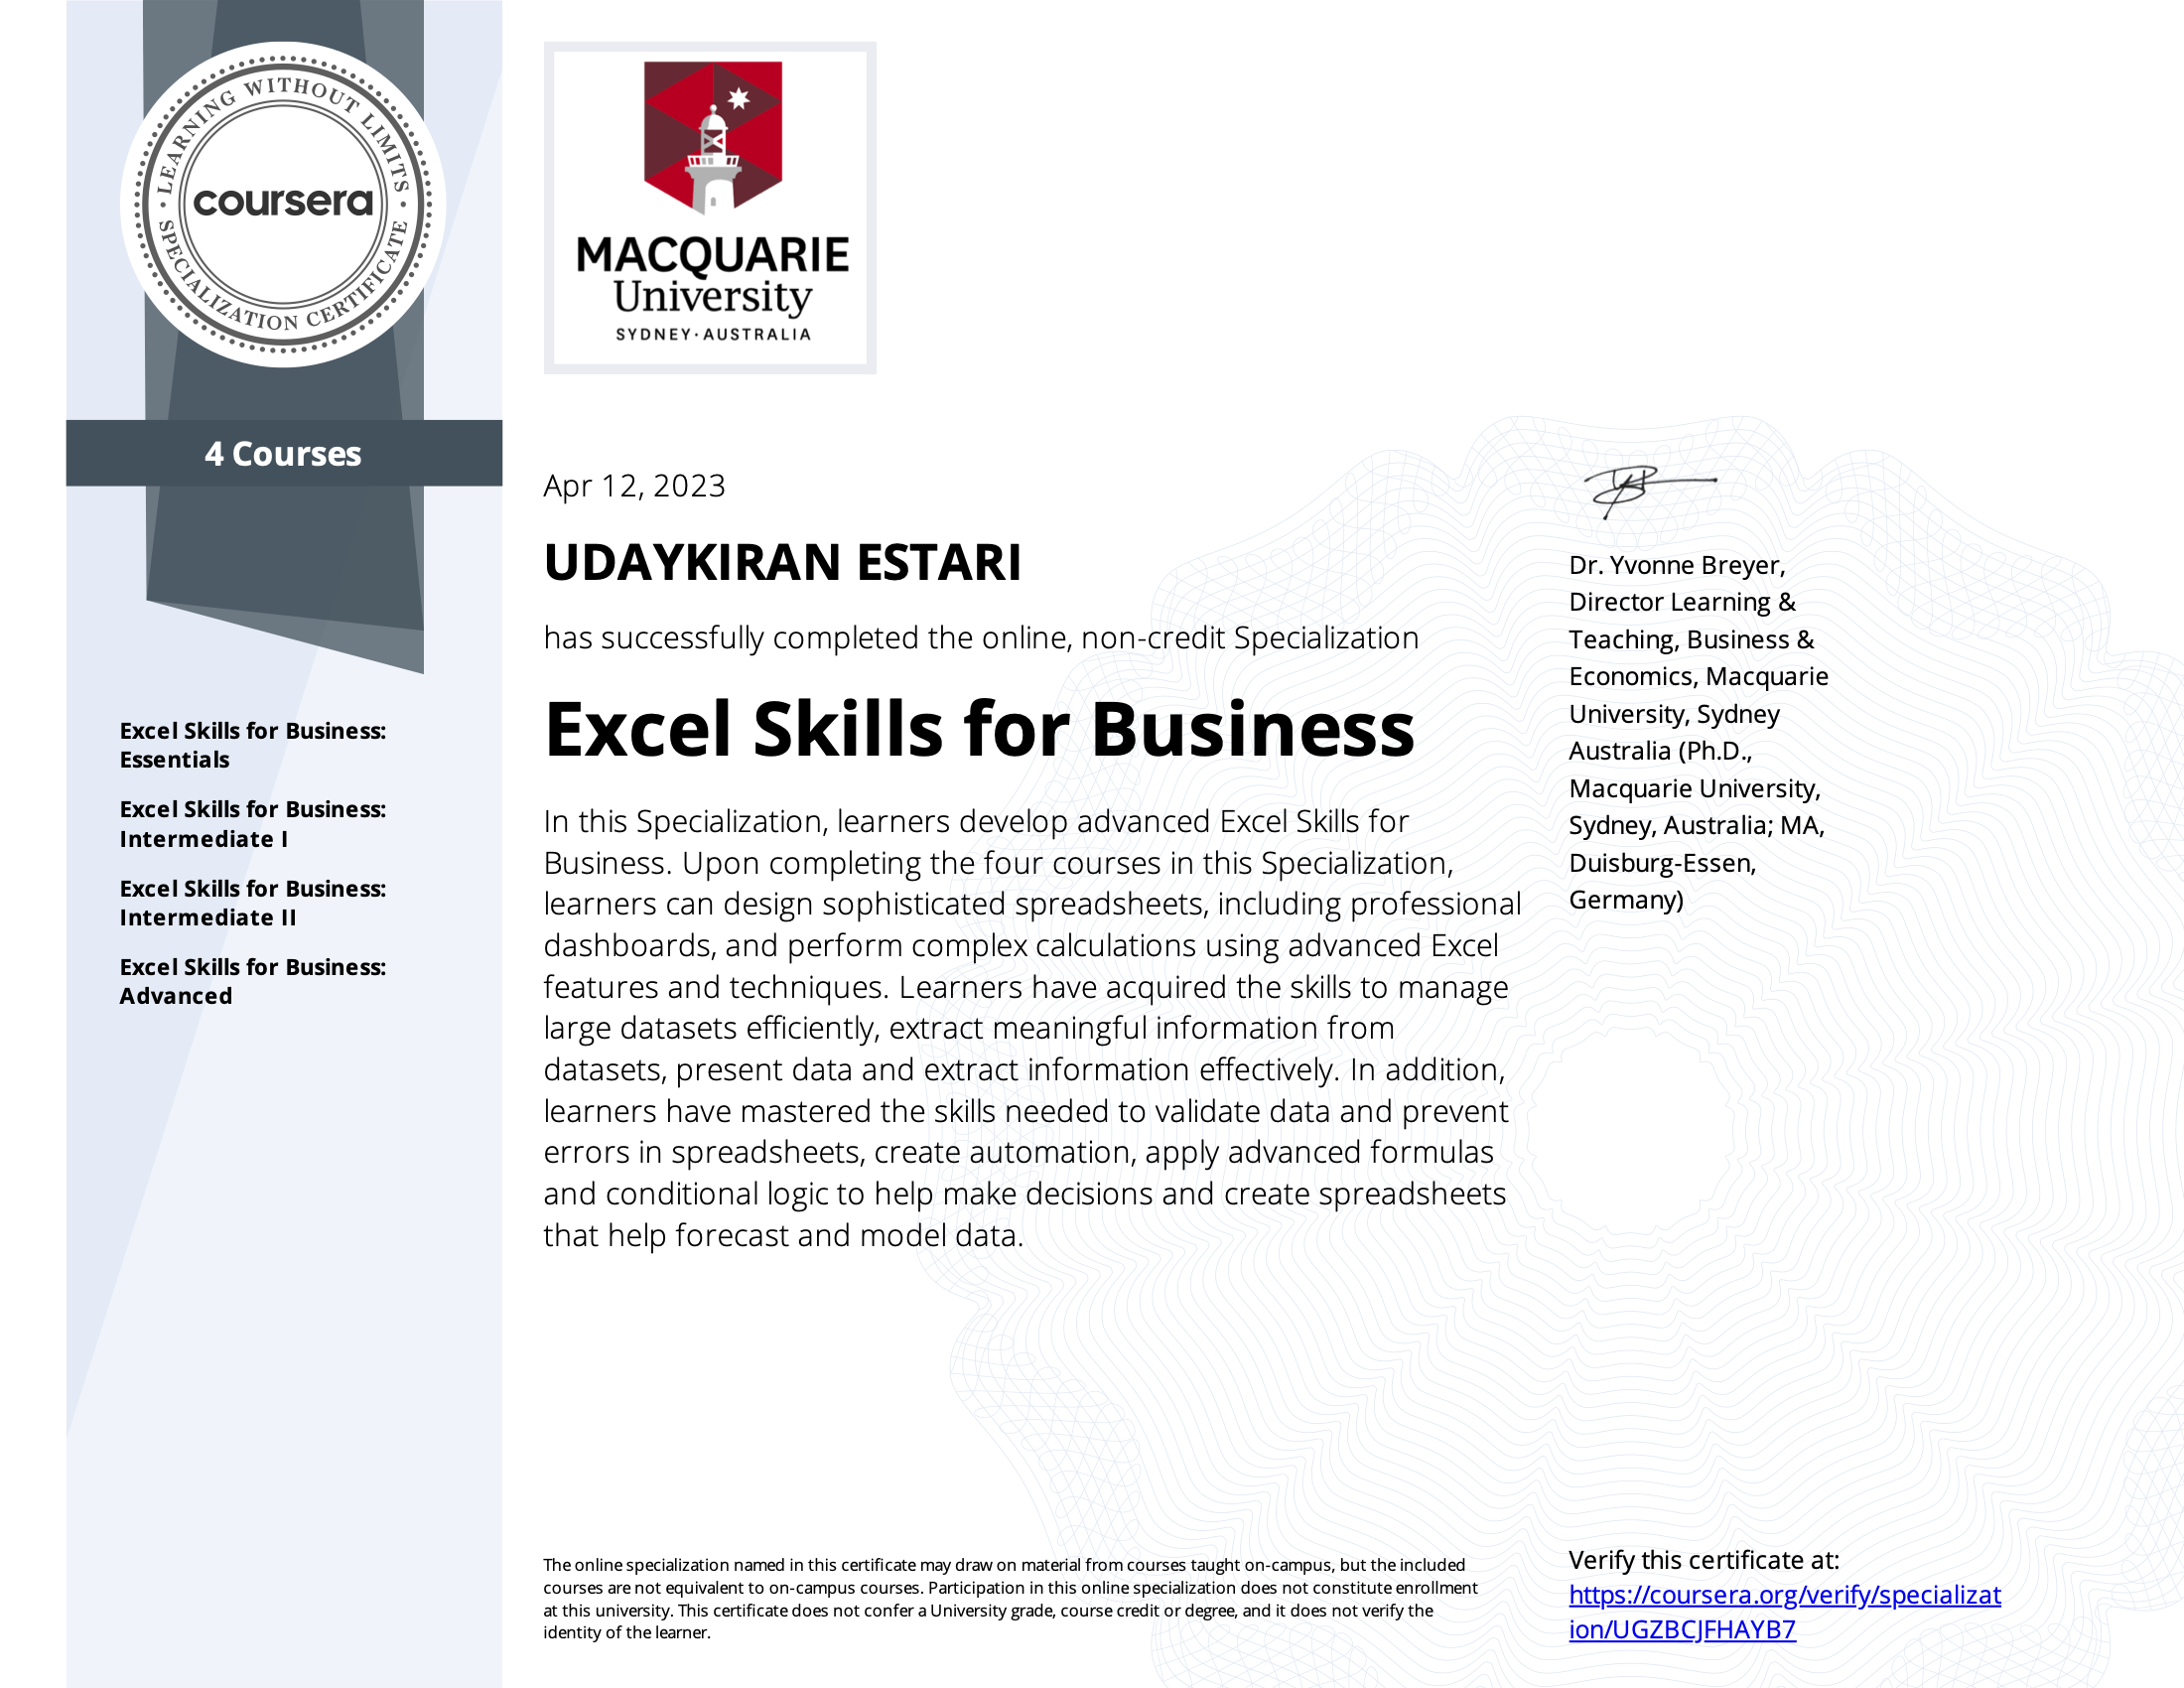 LEARNING WITHOUT LIMITS
coursera
SPECIALIZATION CERTIFICATE
4 Courses
Excel Skills for Business:
Essentials
Excel Skills for Business:
Intermediate I
Excel Skills for Business:
Intermediate II
Excel Skills for Business:
Advanced
MACQUARIE
University
SYDNEY·AUSTRALIA
Apr 12, 2023
UDAYKIRAN ESTARI
has successfully completed the online, non-credit Specialization
Excel Skills for Business
In this Specialization, learners develop advanced Excel Skills for
Business. Upon completing the four courses in this Specialization,
learners can design sophisticated spreadsheets, including professional
dashboards, and perform complex calculations using advanced Excel
features and techniques. Learners have acquired the skills to manage
large datasets efficiently, extract meaningful information from
datasets, present data and extract information effectively. In addition,
learners have mastered the skills needed to validate data and prevent
errors in spreadsheets, create automation, apply advanced formulas
and conditional logic to help make decisions and create spreadsheets
that help forecast and model data.
Dr. Yvonne Breyer,
Director Learning &
Teaching, Business &
Economics, Macquarie
University, Sydney
Australia (Ph.D.,
Macquarie University,
Sydney, Australia; MA,
Duisburg-Essen,
Germany)
The online specialization named in this certificate may draw on material from courses taught on-campus, but the included
courses are not equivalent to on-campus courses. Participation in this online specialization does not constitute enrollment
at this university. This certificate does not confer a University grade, course credit or degree, and it does not verify the
identity of the learner.
Verify this certificate at:
https://coursera.org/verify/specializat
ion/UGZBCJFHAYB7